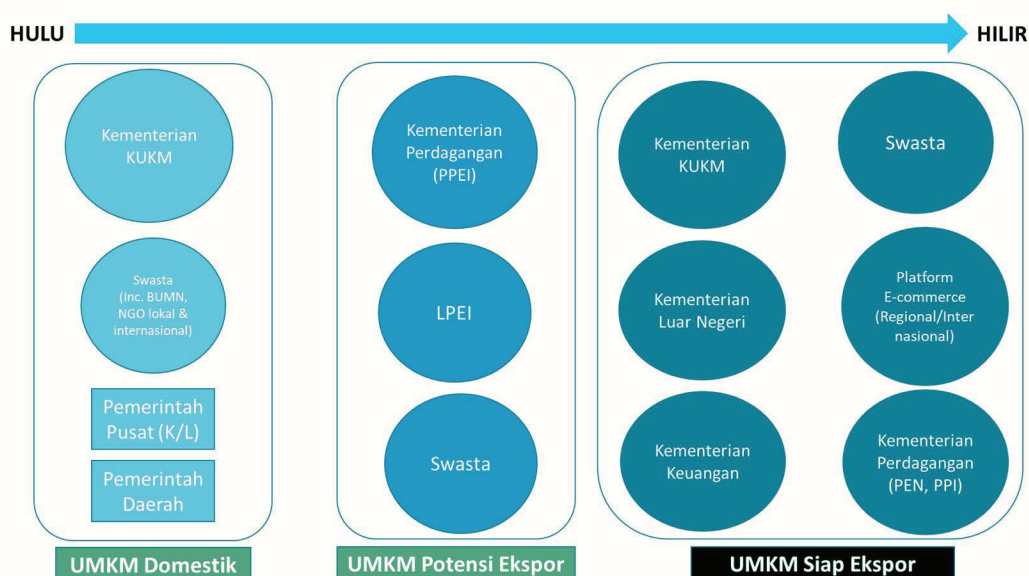 HULU
HILIR
Kementerian
KUKM
Swasta
(Inc. BUMN,
NGO lokal &
internasional)
Pemerintah
Pusat (K/L)
Pemerintah
Daerah
UMKM Domestik
Kementerian
Perdagangan
(PPEI)
LPEI
Swasta
UMKM Potensi Ekspor
Kementerian
KUKM
Swasta
Kementerian
Luar Negeri
Platform
E-commerce
(Regional/Inter
nasional)
Kementerian
Keuangan
Kementerian
Perdagangan
(PEN, PPI)
UMKM Siap Ekspor